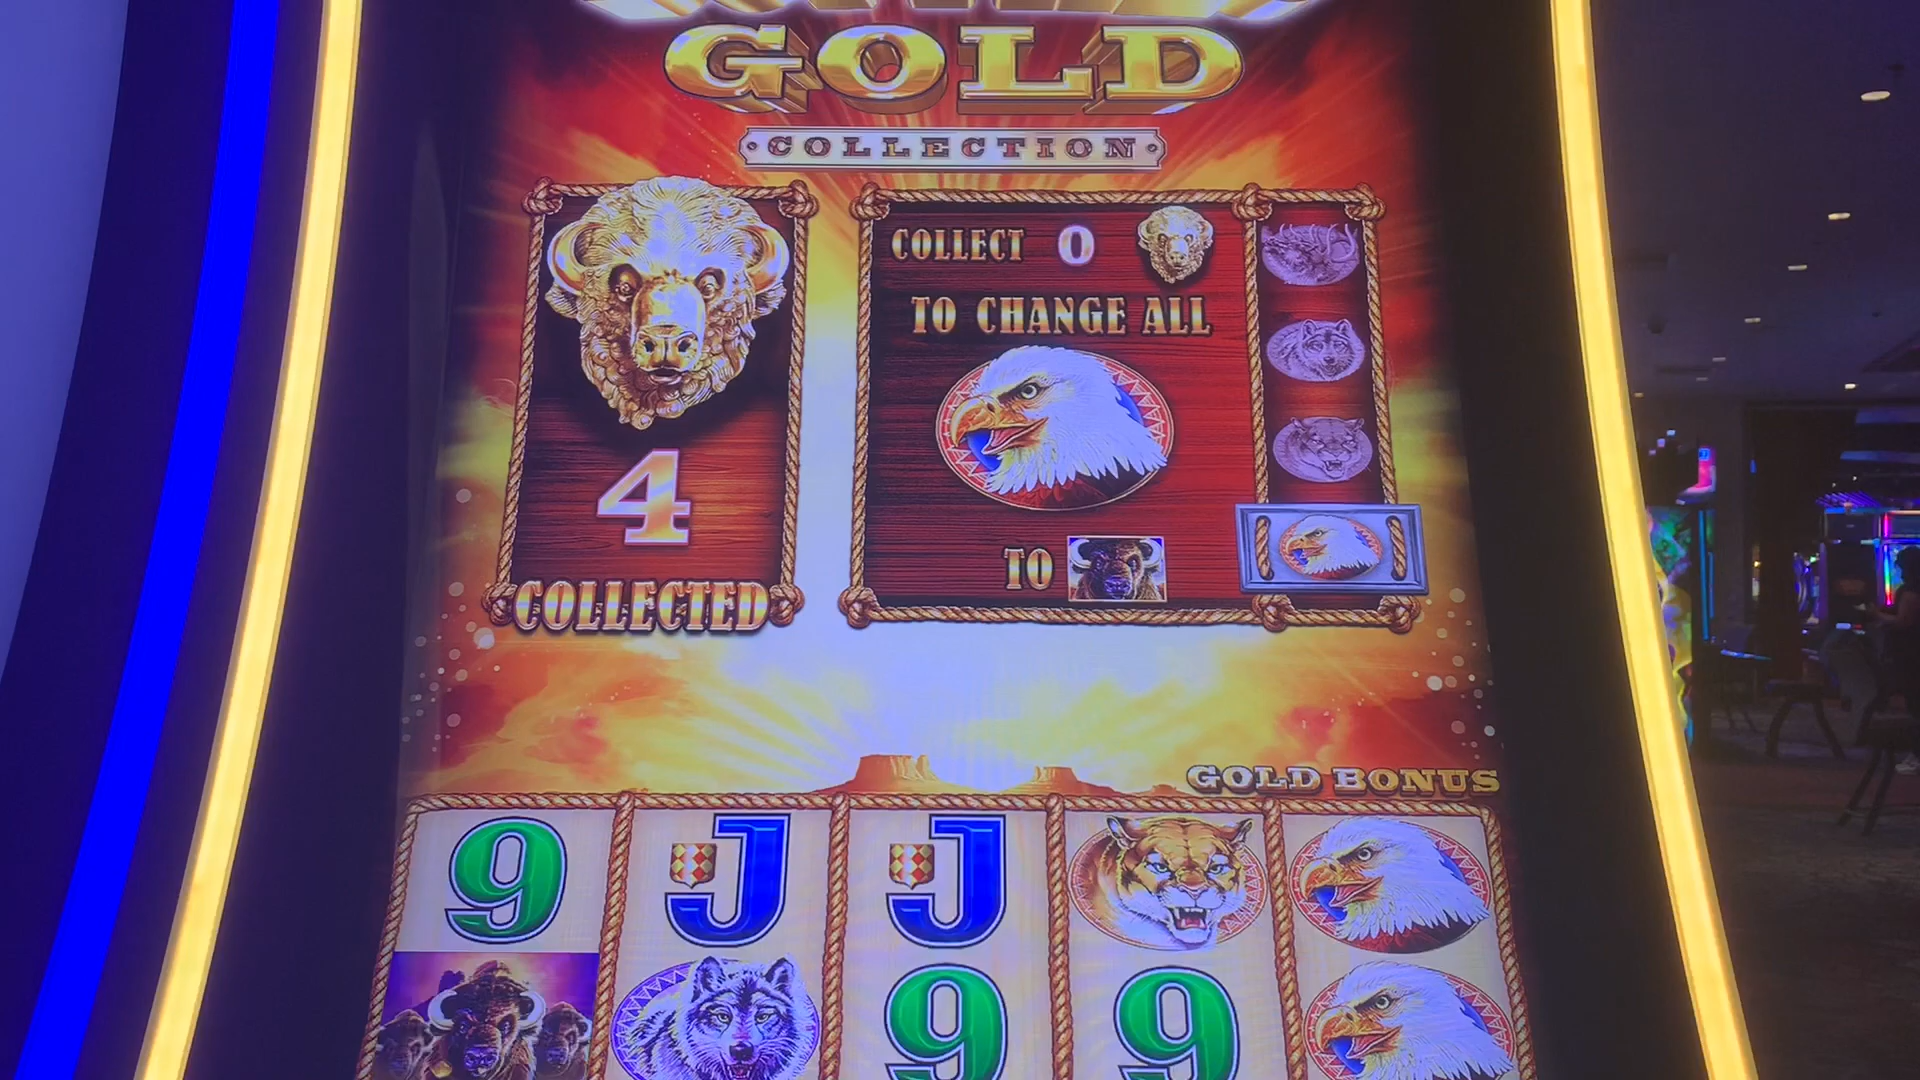 GOLD
COLLECTION
COLLECT 0
TO CHANGE ALL
4
TO
COLLECTED
GOLD BONUS
9 J J
9 9